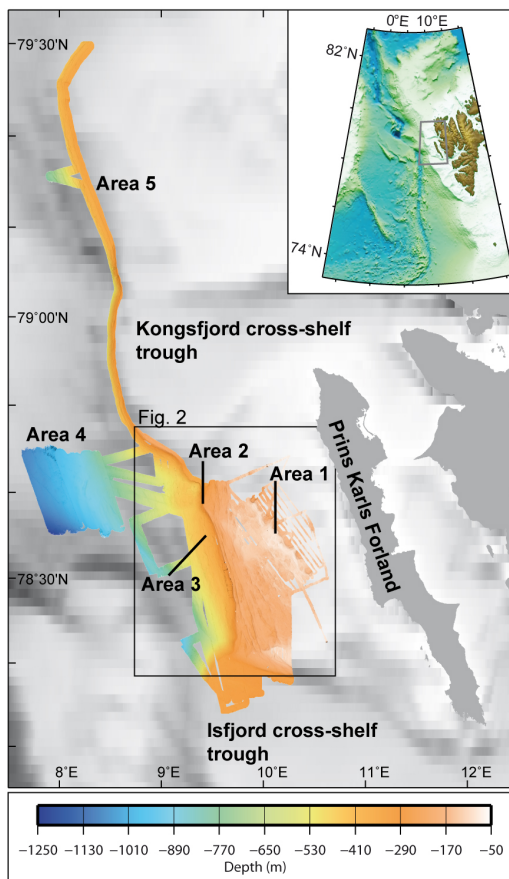 79°30'N
0°E 10°E
82°N
Area 5
74°N
79°00'N
Kongsfjord cross-shelf
trough
Fig. 2
Area 4
Area 2
Area 1
Prins Karls Forland
78°30'N
Area 3
Isfjord cross-shelf
trough
8°E 9°E 10°E 11°E 12°E
−1250 −1130 −1010 −890 −770 −650 −530 −410 −290 −170 −50
Depth (m)